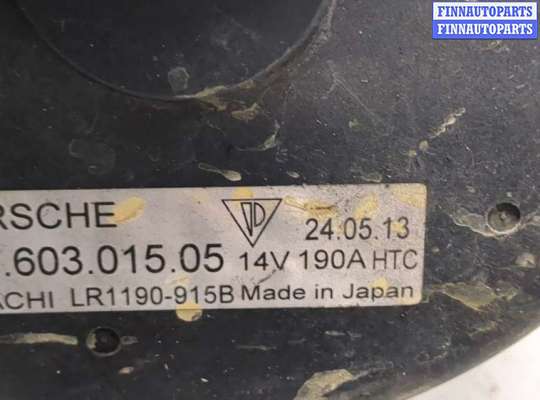 FINNAUTOPARTS
FINNAUTOPARTS
RSCHE 24.05.13
.603.015.05 14V 190A HTC
ACHI LR1190-915B Made in Japan